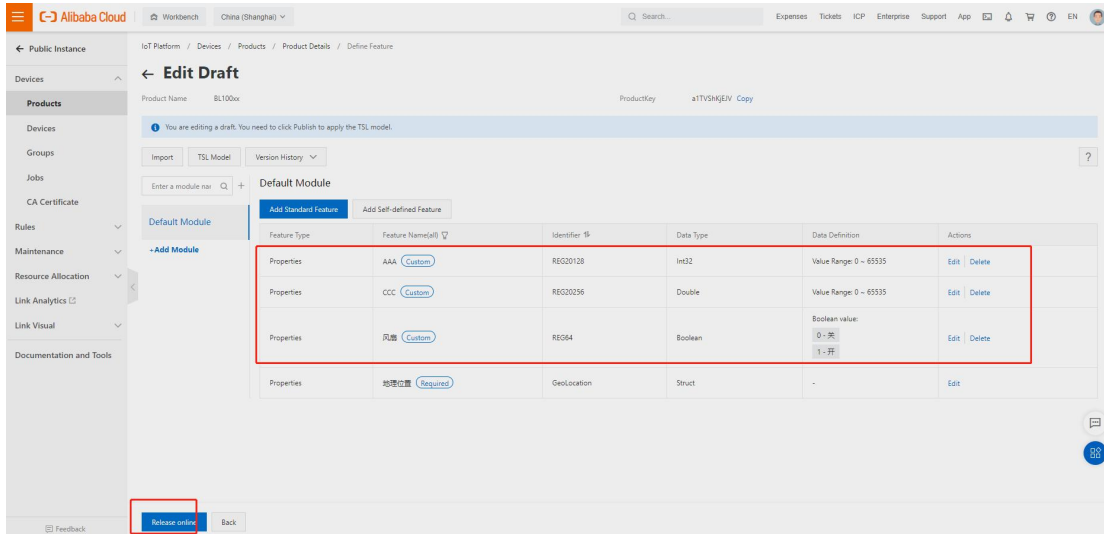 Alibaba Cloud Workbench China (Shanghai) Search... Expenses Tickets ICP Enterprise Support App EN
Public Instance
IoT Platform / Devices / Products / Product Details / Define Feature
Edit Draft
Devices
Products
Devices
Groups
Jobs
CA Certificate
Rules
Maintenance
Resource Allocation
Link Analytics
Link Visual
Documentation and Tools
Feedback
Product Name BL100xx ProductKey a1TVShKjEJV Copy
You are editing a draft. You need to click Publish to apply the TSL model.
Import TSL Model Version History ?
Enter a module nar +
Default Module
+Add Module
Default Module
Add Standard Feature Add Self-defined Feature
Feature Type Feature Name(all) Identifier Data Type Data Definition Actions
Properties AAA Custom REG20128 Int32 Value Range: 0 ~ 65535 Edit Delete
Properties CCC Custom REG20256 Double Value Range: 0 ~ 65535 Edit Delete
Properties 风扇 Custom REG64 Boolean Boolean value: Edit Delete
0 - 关
1 - 开
Properties 地理位置 Required GeoLocation Struct - Edit
Release online Back